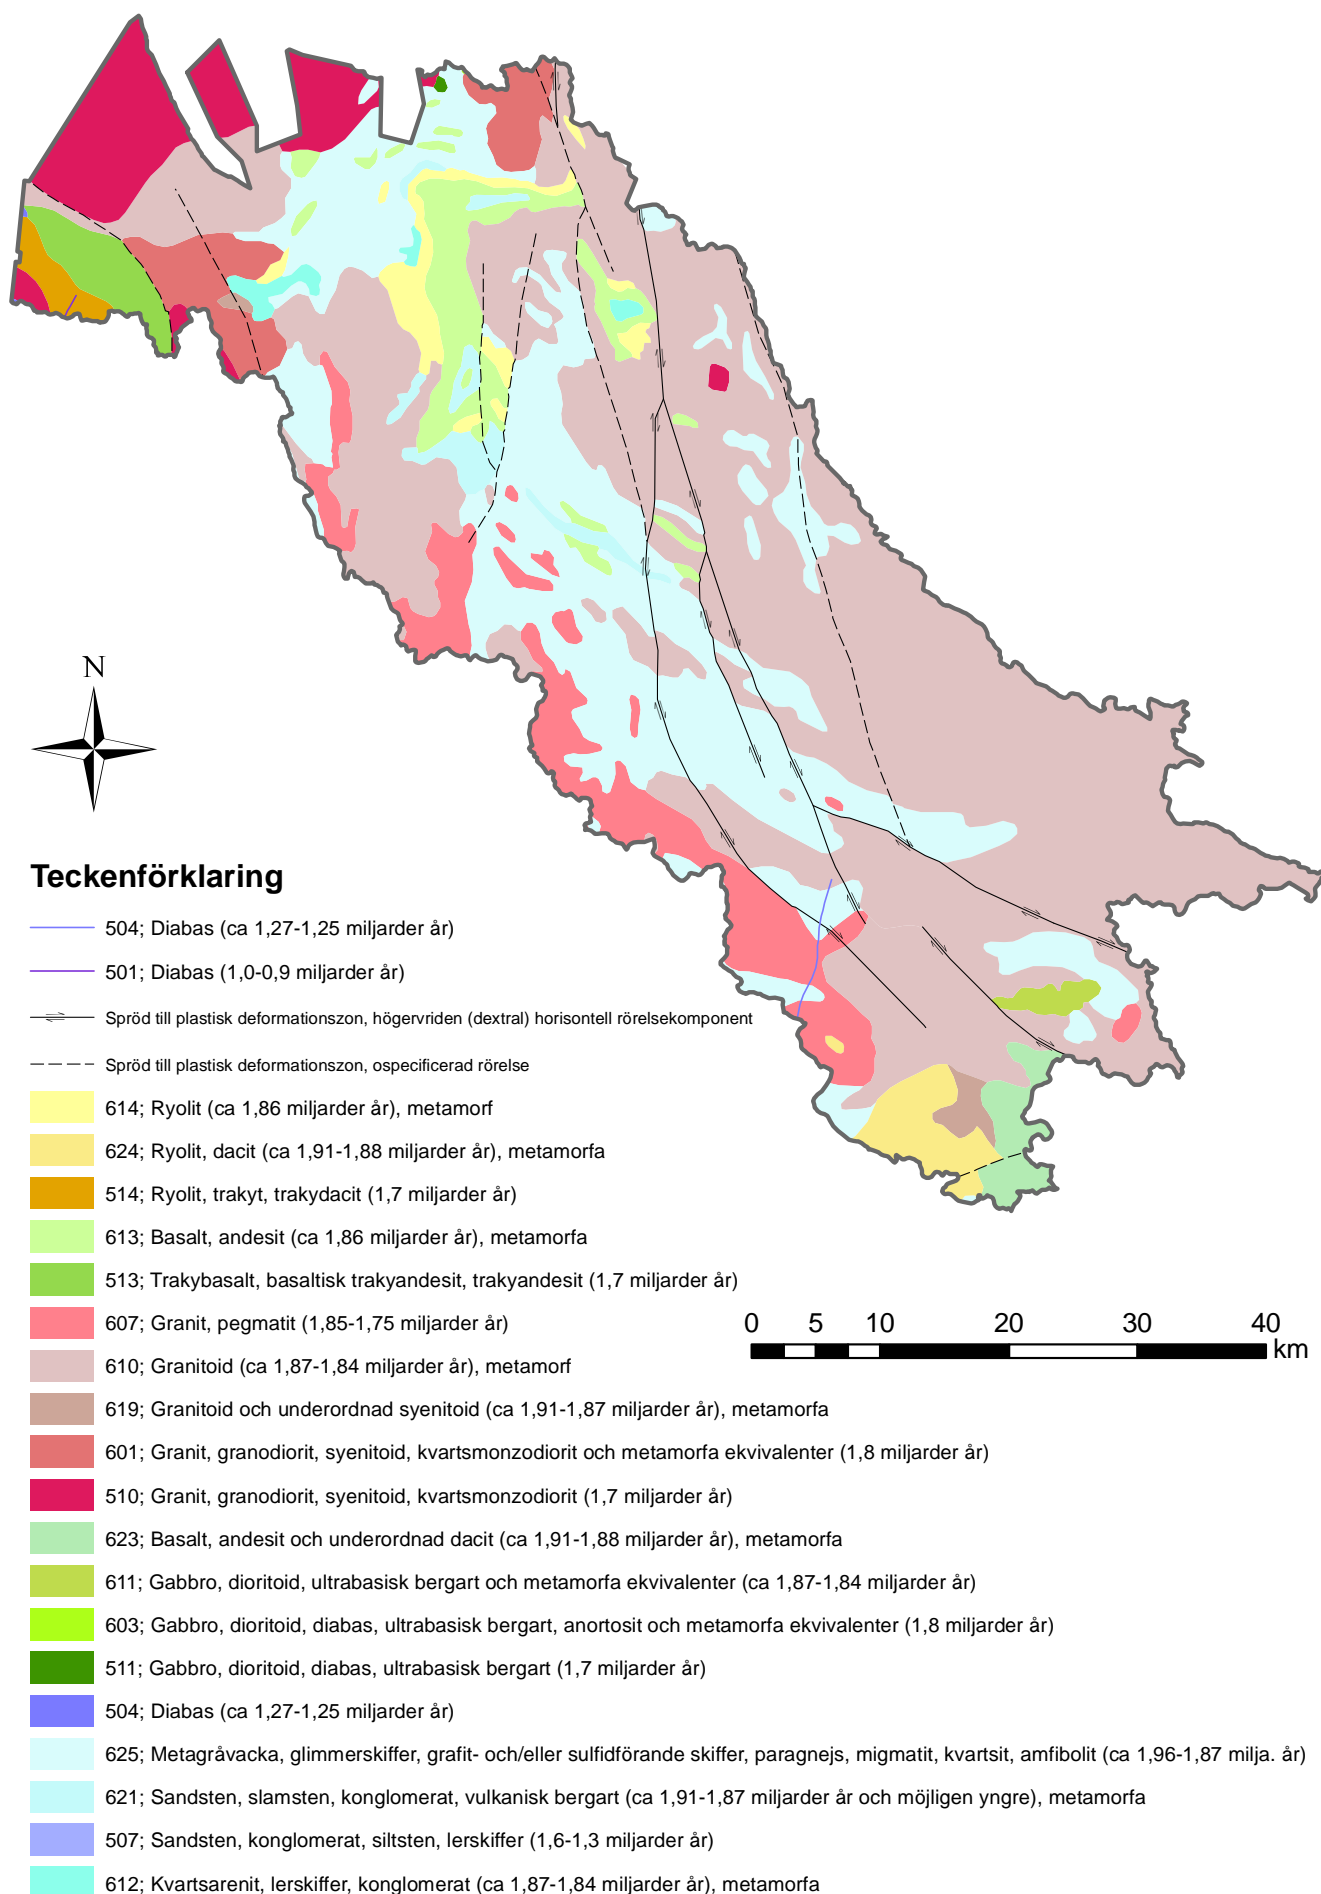 N
Teckenförklaring
504; Diabas (ca 1,27-1,25 miljarder år)
501; Diabas (1,0-0,9 miljarder år)
Spröd till plastisk deformationszon, högervriden (dextral) horisontell rörelsekomponent
Spröd till plastisk deformationszon, ospecificerad rörelse
614; Ryolit (ca 1,86 miljarder år), metamorf
624; Ryolit, dacit (ca 1,91-1,88 miljarder år), metamorfa
514; Ryolit, trakyt, trakydacit (1,7 miljarder år)
613; Basalt, andesit (ca 1,86 miljarder år), metamorfa
513; Trakybasalt, basaltisk trakyandesit, trakyandesit (1,7 miljarder år)
607; Granit, pegmatit (1,85-1,75 miljarder år)
0 5 10 20 30 40
km
610; Granitoid (ca 1,87-1,84 miljarder år), metamorf
619; Granitoid och underordnad syenitoid (ca 1,91-1,87 miljarder år), metamorfa
601; Granit, granodiorit, syenitoid, kvartsmonzodiorit och metamorfa ekvivalenter (1,8 miljarder år)
510; Granit, granodiorit, syenitoid, kvartsmonzodiorit (1,7 miljarder år)
623; Basalt, andesit och underordnad dacit (ca 1,91-1,88 miljarder år), metamorfa
611; Gabbro, dioritoid, ultrabasisk bergart och metamorfa ekvivalenter (ca 1,87-1,84 miljarder år)
603; Gabbro, dioritoid, diabas, ultrabasisk bergart, anortosit och metamorfa ekvivalenter (1,8 miljarder år)
511; Gabbro, dioritoid, diabas, ultrabasisk bergart (1,7 miljarder år)
504; Diabas (ca 1,27-1,25 miljarder år)
625; Metagråvacka, glimmerskiffer, grafit- och/eller sulfidförande skiffer, paragnejs, migmatit, kvartsit, amfibolit (ca 1,96-1,87 milja. år)
621; Sandsten, slamsten, konglomerat, vulkanisk bergart (ca 1,91-1,87 miljarder år och möjligen yngre), metamorfa
507; Sandsten, konglomerat, siltsten, lerskiffer (1,6-1,3 miljarder år)
612; Kvartsarenit, lerskiffer, konglomerat (ca 1,87-1,84 miljarder år), metamorfa